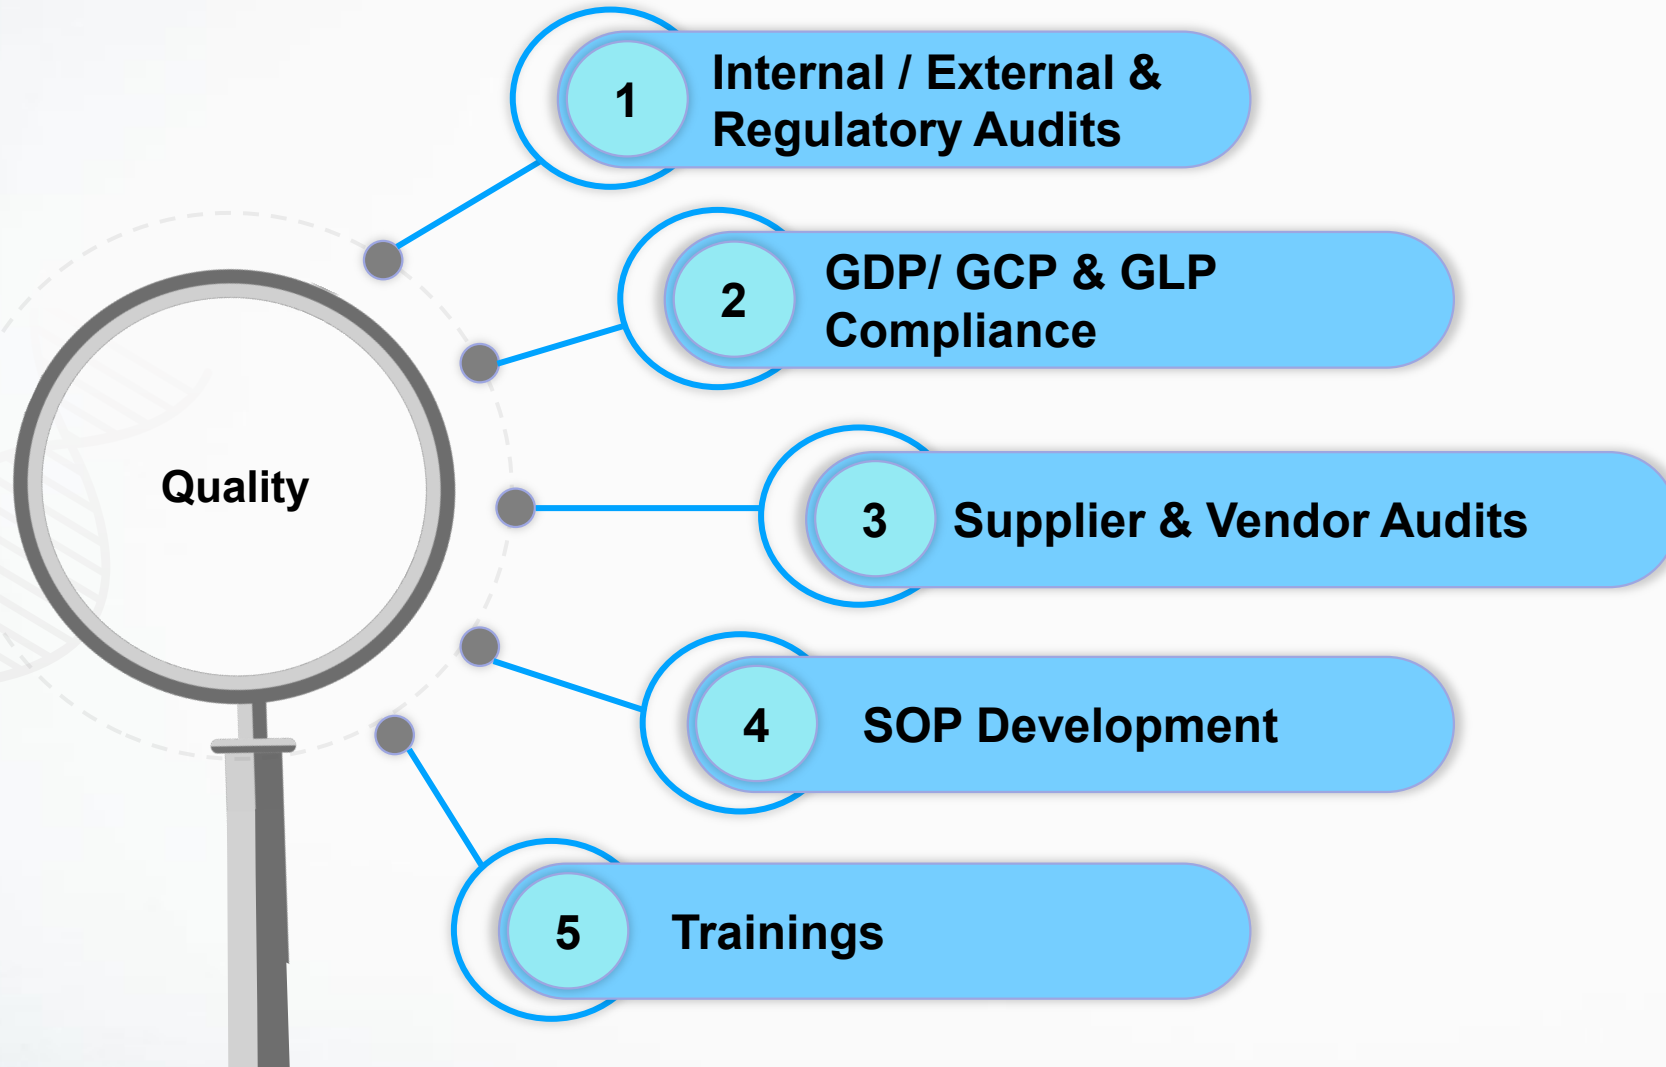 1
Internal / External &
Regulatory Audits
2
GDP/ GCP & GLP
Compliance
Quality
3
Supplier & Vendor Audits
4
SOP Development
5
Trainings